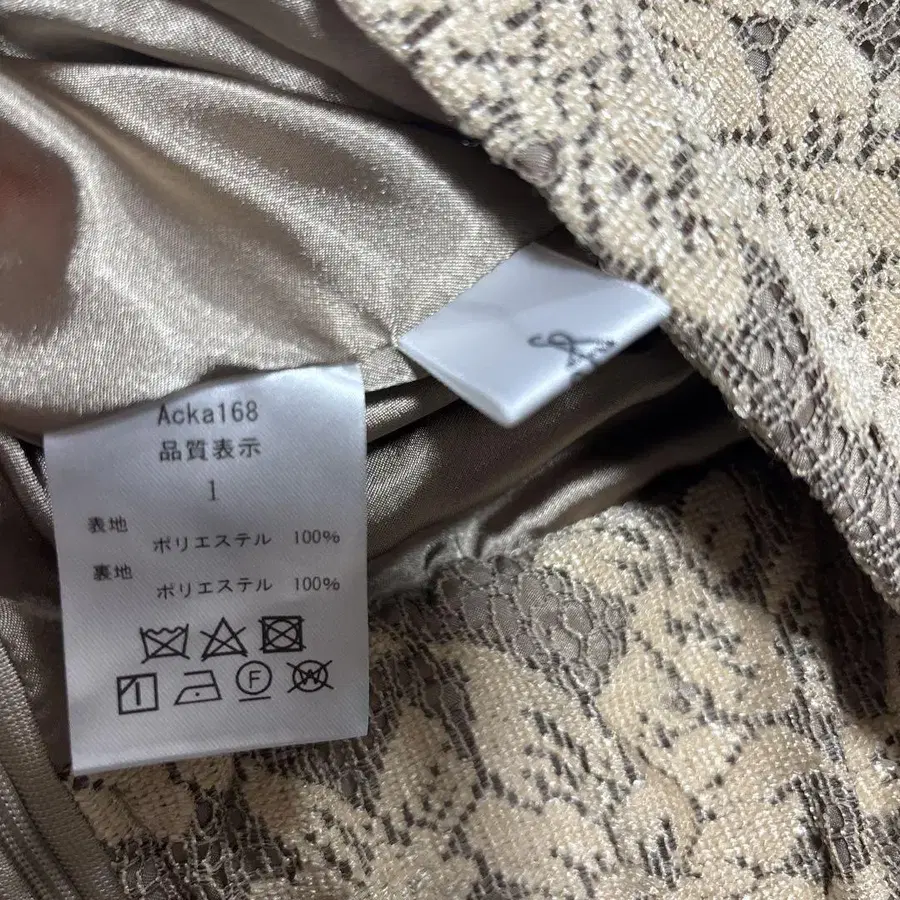 Acka168
品質表示
1
表地
ポリエステル 100%
裏地
ポリエステル 100%
F
W